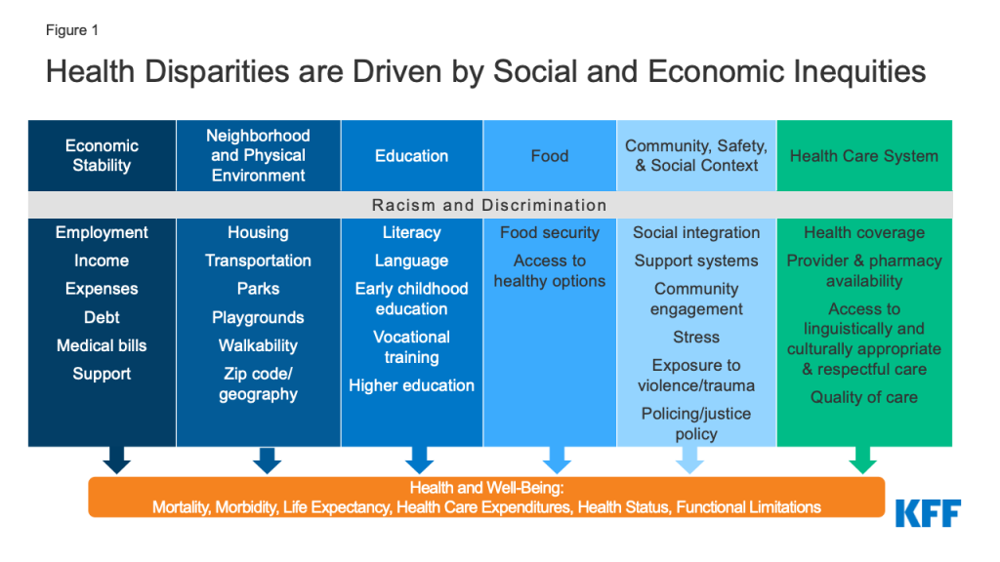 Figure 1
Health Disparities are Driven by Social and Economic Inequities
Economic
Stability
Neighborhood
and Physical
Environment
Education
Food
Community, Safety,
& Social Context
Health Care System
Racism and Discrimination
Employment
Income
Expenses
Debt
Medical bills
Support
Housing
Transportation
Parks
Playgrounds
Walkability
Zip code/
geography
Literacy
Language
Early childhood
education
Vocational
training
Higher education
Food security
Access to
healthy options
Social integration
Support systems
Community
engagement
Stress
Exposure to
violence/trauma
Policing/justice
policy
Health coverage
Provider & pharmacy
availability
Access to
linguistically and
culturally appropriate
& respectful care
Quality of care
Health and Well-Being:
Mortality, Morbidity, Life Expectancy, Health Care Expenditures, Health Status, Functional Limitations
KFF